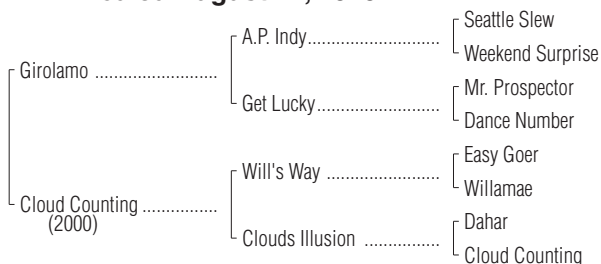 Seattle Slew
A.P. Indy
Weekend Surprise
Girolamo
Mr. Prospector
Get Lucky
Dance Number
Easy Goer
Will's Way
Willamae
Cloud Counting
(2000)
Dahar
Clouds Illusion
Cloud Counting